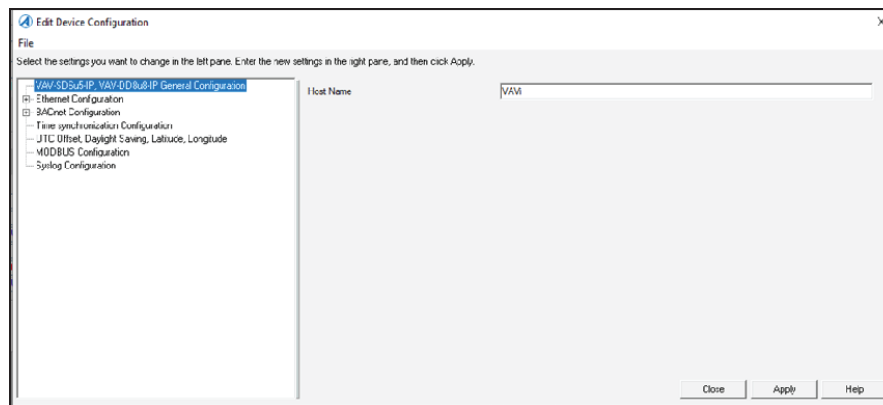 Edit Device Configuration
File
Select the settings you want to change in the left pane. Enter the new settings in the right pane, and then click Apply.
VAV-SD6u5-IP, VAV-DD8u8-IP General Configuration
Ethernet Configuration
BACnet Configuration
Time synchronization Configuration
UTC Offset, Daylight Saving, Latitude, Longitude
MODBUS Configuration
Syslog Configuration
Host Name
VAVi
Close
Apply
Help